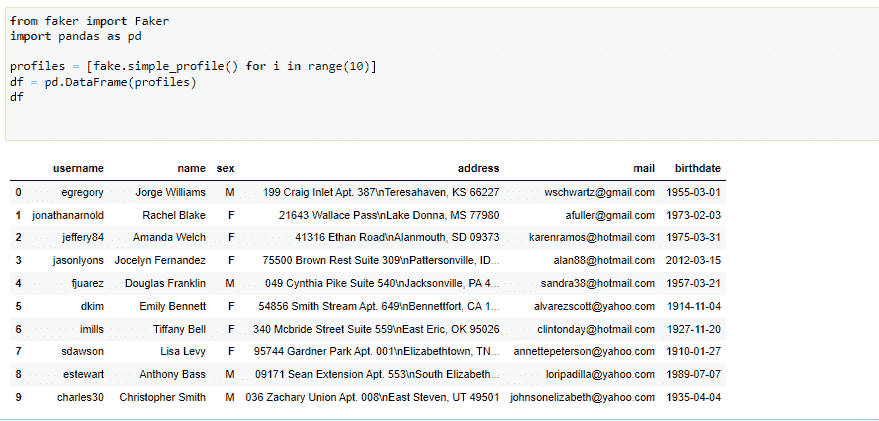 from faker import Faker
import pandas as pd
profiles = [fake.simple_profile() for i in range(10)]
df = pd.DataFrame(profiles)
df
username name sex address mail birthdate
0 egregory Jorge Williams M 199 Craig Inlet Apt. 387\nTeresahaven, KS 66227 wschwartz@gmail.com 1955-03-01
1 jonathanarnold Rachel Blake F 21643 Wallace Pass\nLake Donna, MS 77980 afuller@gmail.com 1973-02-03
2 jeffery84 Amanda Welch F 41316 Ethan Road\nAlanmouth, SD 09373 karenramos@hotmail.com 1975-03-31
3 jasonlyons Jocelyn Fernandez F 75500 Brown Rest Suite 309\nPattersonville, ID... alan88@hotmail.com 2012-03-15
4 fjuarez Douglas Franklin M 049 Cynthia Pike Suite 540\nJacksonville, PA 4... sandra38@hotmail.com 1957-03-21
5 dkim Emily Bennett F 54856 Smith Stream Apt. 649\nBennettfort, CA 1... alvarezscott@yahoo.com 1914-11-04
6 imills Tiffany Bell F 340 Mcbride Street Suite 559\nEast Eric, OK 95026 clintonday@hotmail.com 1927-11-20
7 sdawson Lisa Levy F 95744 Gardner Park Apt. 001\nElizabethtown, TN... annettepeterson@yahoo.com 1910-01-27
8 estewart Anthony Bass M 09171 Sean Extension Apt. 553\nSouth Elizabeth... loripadilla@yahoo.com 1989-07-07
9 charles30 Christopher Smith M 036 Zachary Union Apt. 008\nEast Steven, UT 49501 johnsonelizabeth@yahoo.com 1935-04-04